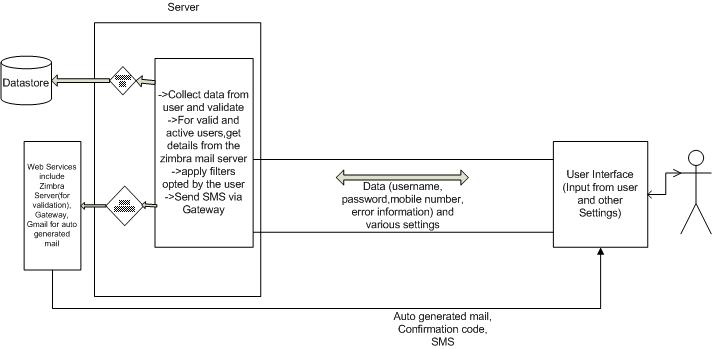 Server
Datastore
->Collect data from
user and validate
->For valid and
active users,get
details from the
zimbra mail server
->apply filters
opted by the user
->Send SMS via
Gateway
Web Services
include
Zimbra
Server(for
validation),
Gateway,
Gmail for auto
generated
mail
Data (username,
password,mobile number,
error information) and
various settings
User Interface
(Input from user
and other
Settings)
Auto generated mail,
Confirmation code,
SMS